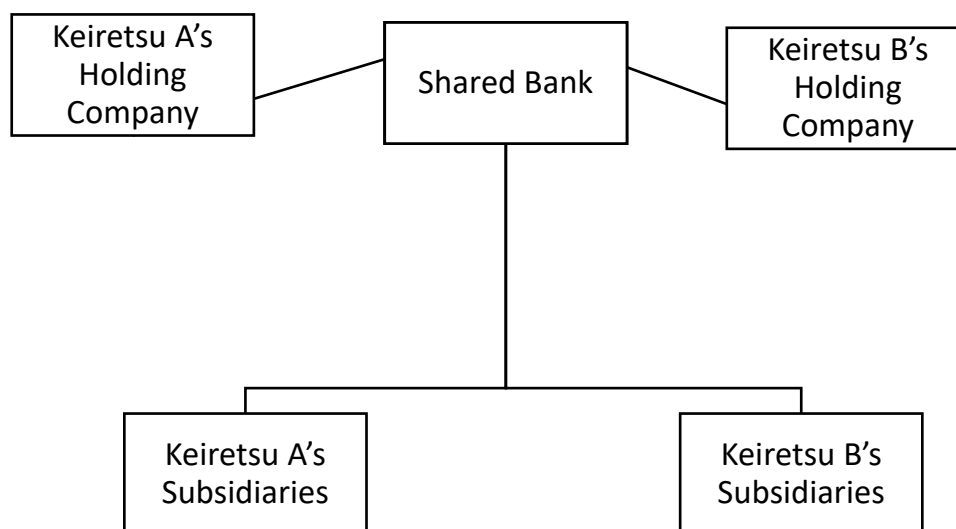 Keiretsu A’s
Holding
Company
Shared Bank
Keiretsu B’s
Holding
Company
Keiretsu A’s
Subsidiaries
Keiretsu B’s
Subsidiaries